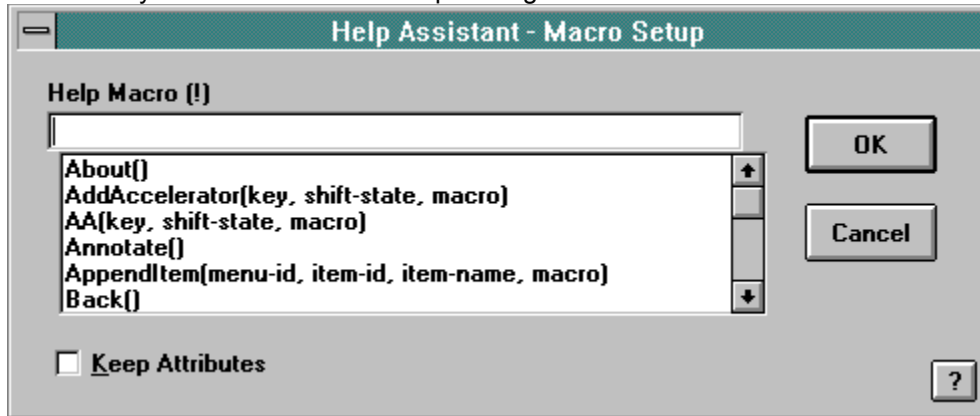 Help Assistant - Macro Setup
Help Macro (!)
OK
About()
AddAccelerator(key, shift-state, macro)
AA(key, shift-state, macro)
Annotate()
AppendItem(menu-id, item-id, item-name, macro)
Back()
Cancel
Keep Attributes
?